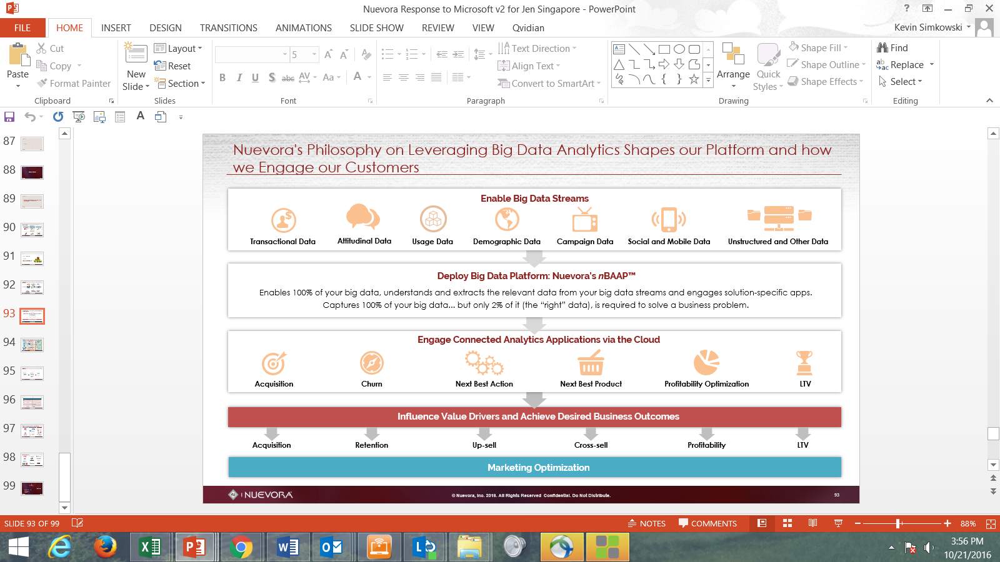 Nuevora Response to Microsoft v2 for Jen Singapore - PowerPoint
?
FILE HOME INSERT DESIGN TRANSITIONS ANIMATIONS SLIDE SHOW REVIEW VIEW Qvidian Kevin Simkowski
Paste
Cut
Copy
Format Painter
Clipboard
New
Slide
Layout
Reset
Section
Slides
5
B I U S abc AV Aa A
Font
Text Direction
Align Text
Convert to SmartArt
Paragraph
Arrange
Quick
Styles
Shape Fill
Shape Outline
Shape Effects
Drawing
Find
Replace
Select
Editing
A
87
88
89
90
91
92
93
94
95
96
97
98
99
Nuevora's Philosophy on Leveraging Big Data Analytics Shapes our Platform and how
we Engage our Customers
Enable Big Data Streams
Transactional Data Attitudinal Data Usage Data Demographic Data Campaign Data Social and Mobile Data Unstructured and Other Data
Deploy Big Data Platform: Nuevora's nBAAP™
Enables 100% of your big data, understands and extracts the relevant data from your big data streams and engages solution-specific apps.
Captures 100% of your big data... but only 2% of it (the “right” data), is required to solve a business problem.
Engage Connected Analytics Applications via the Cloud
Acquisition Churn Next Best Action Next Best Product Profitability Optimization LTV
Influence Value Drivers and Achieve Desired Business Outcomes
Acquisition Retention Up-sell Cross-sell Profitability LTV
Marketing Optimization
NUEVORA © Nuevora, Inc. 2016. All Rights Reserved Confidential. Do Not Distribute. 93
SLIDE 93 OF 99 NOTES COMMENTS 88%
3:56 PM
10/21/2016